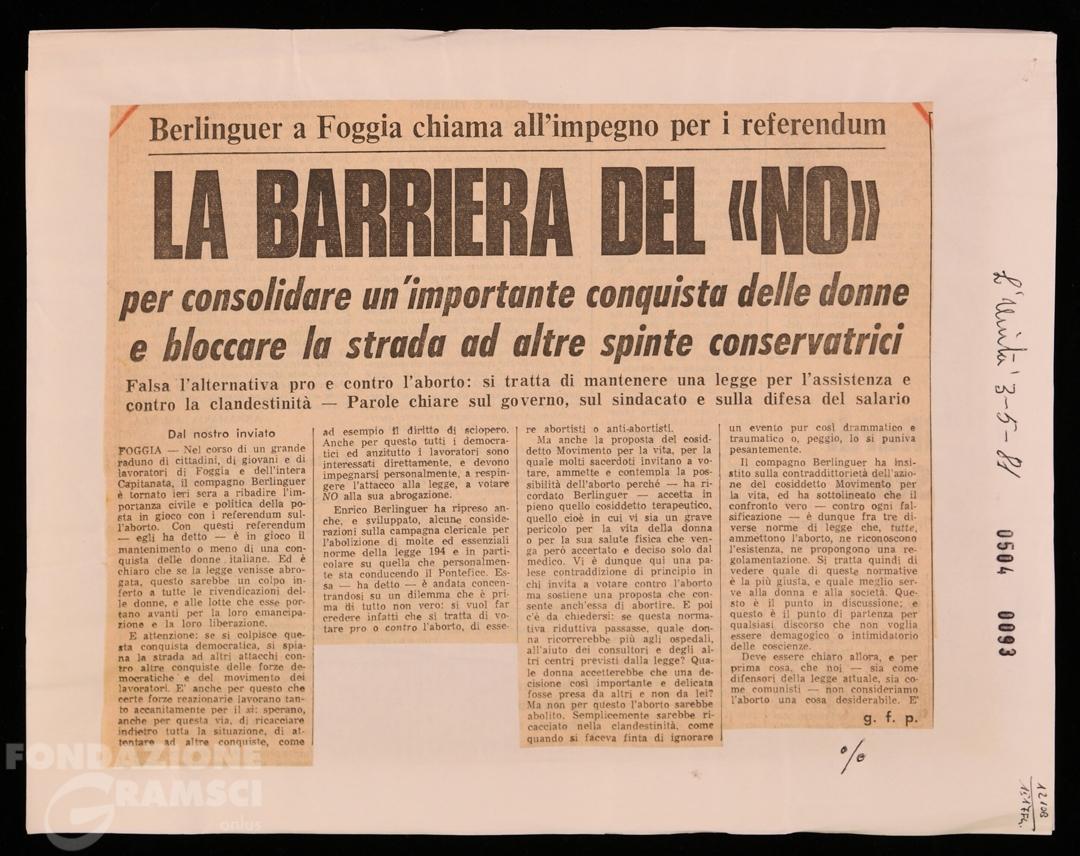 Berlinguer a Foggia chiama all'impegno per i referendum
LA BARRIERA DEL «NO»
per consolidare un'importante conquista delle donne
e bloccare la strada ad altre spinte conservatrici
Falsa l'alternativa pro e contro l'aborto: si tratta di mantenere una legge per l'assistenza e
contro la clandestinità — Parole chiare sul governo, sul sindacato e sulla difesa del salario
Dal nostro inviato
FOGGIA — Nel corso di un grande
raduno di cittadini, di giovani e di
lavoratori di Foggia e dell'intera
Capitanata, il compagno Berlinguer
è tornato ieri sera a ribadire l'im-
portanza civile e politica della po-
sta in gioco con i referendum sul-
l'aborto. Con questi referendum
— egli ha detto — è in gioco il
mantenimento o meno di una con-
quista delle donne italiane. Ed è
chiaro che se la legge venisse abro-
gata, questo sarebbe un colpo in-
ferto a tutte le rivendicazioni del-
le donne, e alle lotte che esse por-
tano avanti per la loro emancipa-
zione e la loro liberazione.
E attenzione: se si colpisce que-
sta conquista democratica, si spia-
na la strada ad altri attacchi con-
tro altre conquiste delle forze de-
mocratiche e del movimento dei
lavoratori. E' anche per questo che
certe forze reazionarie lavorano tan-
to accanitamente per il sì: sperano,
anche per questa via, di ricacciare
indietro tutta la situazione, di at-
tentare ad altre conquiste, come
ad esempio il diritto di sciopero.
Anche per questo tutti i democra-
tici ed anzitutto i lavoratori sono
interessati direttamente, e devono
impegnarsi personalmente, a respin-
gere l'attacco alla legge, a votare
NO alla sua abrogazione.
Enrico Berlinguer ha ripreso an-
che, e sviluppato, alcune conside-
razioni sulla campagna clericale per
l'abolizione di molte ed essenziali
norme della legge 194 e in parti-
colare su quella che personalmen-
te sta conducendo il Pontefice. Es-
sa — ha detto — è andata concen-
trandosi su un dilemma che è pri-
ma di tutto non vero: si vuol far
credere infatti che si tratta di vo-
tare pro o contro l'aborto, di esse-
re abortisti o anti-abortisti.
Ma anche la proposta del cosid-
detto Movimento per la vita, per la
quale molti sacerdoti invitano a vo-
tare, ammette e contempla la pos-
sibilità dell'aborto perché — ha ri-
cordato Berlinguer — accetta in
pieno quello cosiddetto terapeutico,
quello cioè in cui vi sia un grave
pericolo per la vita della donna
o per la sua salute fisica che ven-
ga però accertato e deciso solo dal
medico. Vi è dunque qui una pa-
lese contraddizione di principio in
chi invita a votare contro l'aborto
ma sostiene una proposta che con-
sente anch'essa di abortire. E poi
c'è da chiedersi: se questa norma-
tiva riduttiva passasse, quale don-
na ricorrerebbe più agli ospedali,
all'aiuto dei consultori e degli al-
tri centri previsti dalla legge? Qua-
le donna accetterebbe che una de-
cisione così importante e delicata
fosse presa da altri e non da lei?
Ma non per questo l'aborto sarebbe
abolito. Semplicemente sarebbe ri-
cacciato nella clandestinità, come
quando si faceva finta di ignorare
un evento pur così drammatico e
traumatico o, peggio, lo si puniva
pesantemente.
Il compagno Berlinguer ha insi-
stito sulla contraddittorietà dell'azio-
ne del cosiddetto Movimento per
la vita, ed ha sottolineato che il
confronto vero — contro ogni fal-
sificazione — è dunque fra tre di-
verse norme di legge che, tutte,
ammettono l'aborto, ne riconoscono
l'esistenza, ne propongono una re-
golamentazione. Si tratta quindi di
vedere quale di queste normative
è la più giusta, e quale meglio ser-
ve alla donna e alla società. Que-
sto è il punto in discussione; e
questo è il punto di partenza per
qualsiasi discorso che non voglia
essere demagogico o intimidatorio
delle coscienze.
Deve essere chiaro allora, e per
prima cosa, che noi — sia come
difensori della legge attuale, sia co-
me comunisti — non consideriamo
l'aborto una cosa desiderabile. E'
g. f. p.
%
L'Unità 3-5-81
0504 0093
12108
FONDAZIONE
GRAMSCI
onlus